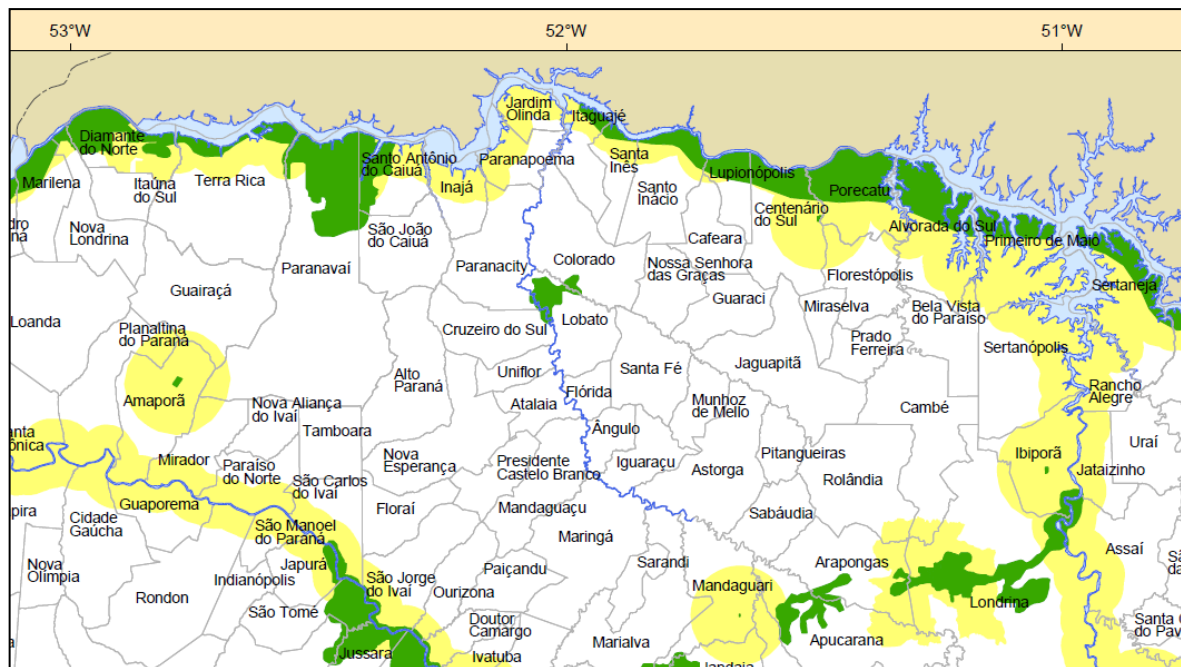 53°W
52°W
51°W
Jardim
Olinda
Itaguajé
Diamante
do Norte
Santo Antônio
do Caiuá
Paranapoema
Santa
Inês
Marilena
Itaúna
do Sul
Terra Rica
Inajá
Lupionópolis
Santo
Inácio
Porecatu
Centenário
do Sul
Nova
Londrina
São João
do Caiuá
Cafeara
Alvorada do Sul
Primeiro de Maio
Paranavaí
Paranacity
Colorado
Nossa Senhora
das Graças
Florestópolis
Sertaneja
Guairaçá
Guaraci
Miraselva
Bela Vista
do Paraíso
Loanda
Planaltina
do Paraná
Cruzeiro do Sul
Lobato
Prado
Ferreira
Sertanópolis
Alto
Paraná
Uniflor
Santa Fé
Jaguapitã
Rancho
Alegre
Amaporã
Nova Aliança
do Ivaí
Atalaia
Flórida
Munhoz
de Mello
Cambé
Tamboara
Ângulo
Uraí
Mirador
Paraíso
do Norte
Nova
Esperança
Presidente
Castelo Branco
Iguaraçu
Astorga
Pitangueiras
Ibiporã
Jataizinho
São Carlos
do Ivaí
Rolândia
Guaporema
Floraí
Mandaguaçu
Sabáudia
Cidade
Gaúcha
São Manoel
do Paraná
Maringá
Assaí
Nova
Olímpia
Indianópolis
Japurá
São Jorge
do Ivaí
Paiçandu
Sarandi
Arapongas
Rondon
Ourizona
Mandaguari
Londrina
São Tomé
Doutor
Camargo
Marialva
Apucarana
Jussara
Ivatuba